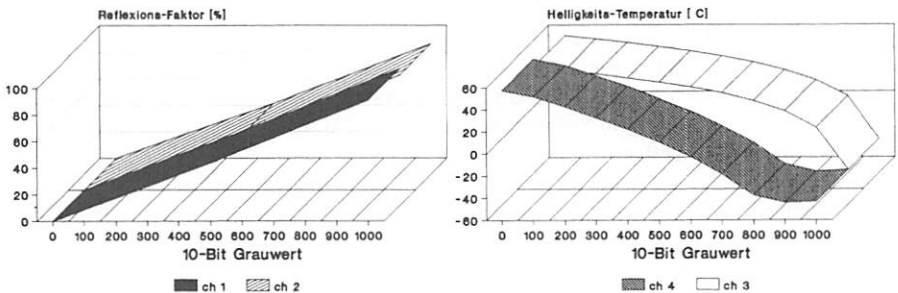 Reflexions-Faktor [%]
100
80
60
40
20
0
0 100 200 300 400 500 600 700 800 900 1000
10-Bit Grauwert
ch 1 ch 2
Helligkeits-Temperatur [ C]
60
40
20
0
-20
-40
-60
0 100 200 300 400 500 600 700 800 900 1000
10-Bit Grauwert
ch 4 ch 3